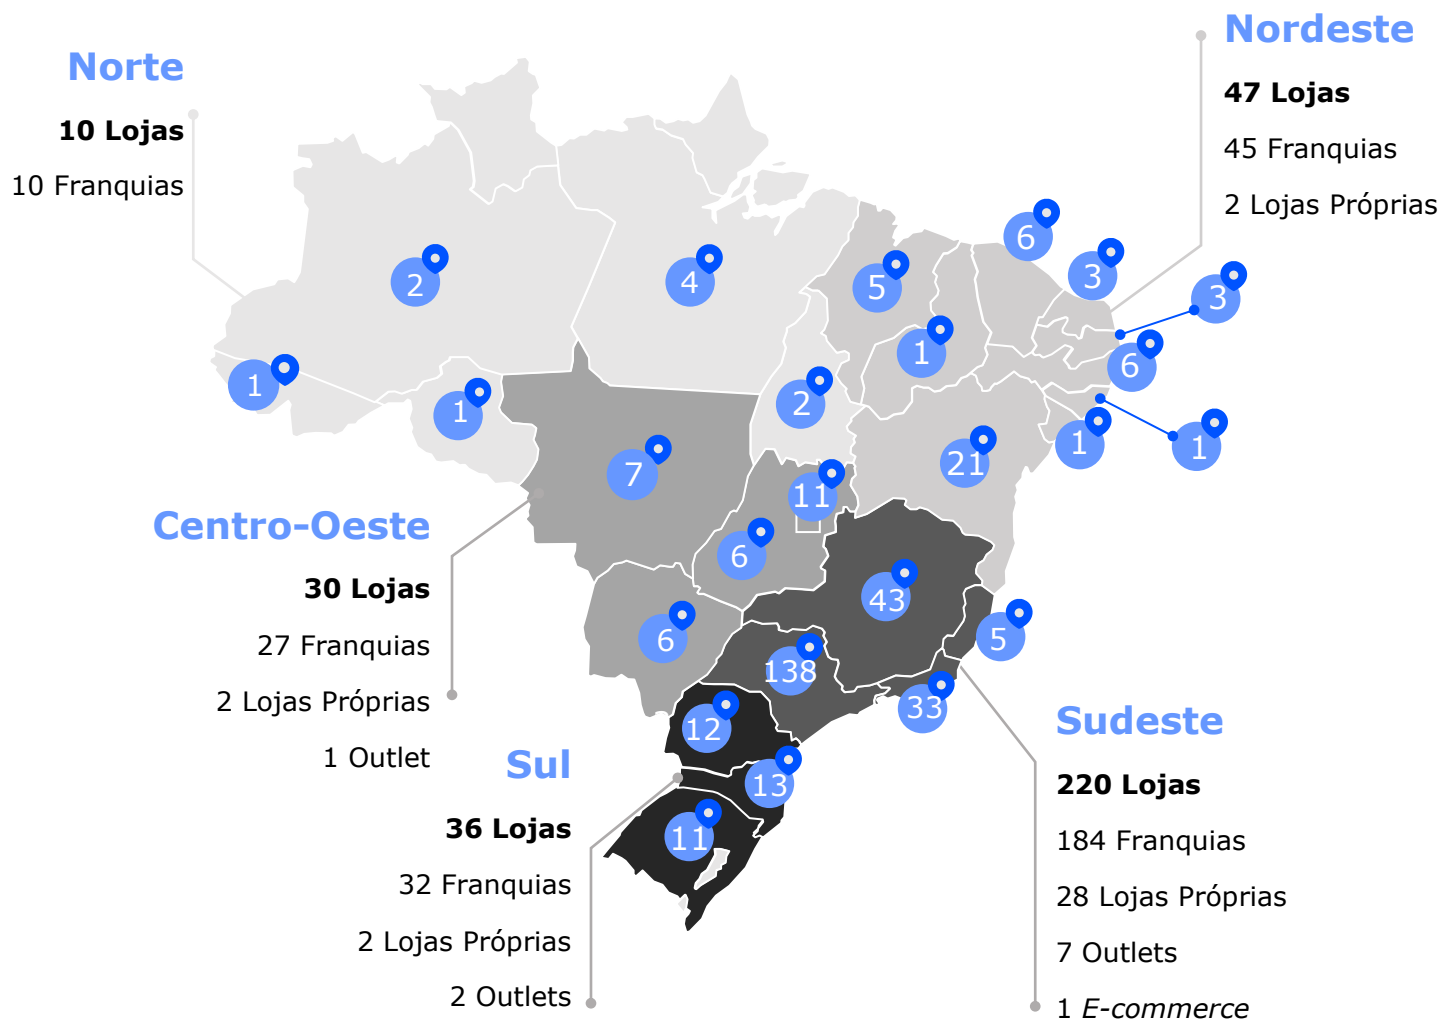 Norte
10 Lojas
10 Franquias
Nordeste
47 Lojas
45 Franquias
2 Lojas Próprias
6
3
3
2
4
5
1
6
1
1
2
1
1
7
21
11
Centro-Oeste
30 Lojas
27 Franquias
2 Lojas Próprias
1 Outlet
6
43
6
5
138
33
12
13
11
Sul
36 Lojas
32 Franquias
2 Lojas Próprias
2 Outlets
Sudeste
220 Lojas
184 Franquias
28 Lojas Próprias
7 Outlets
1 E-commerce